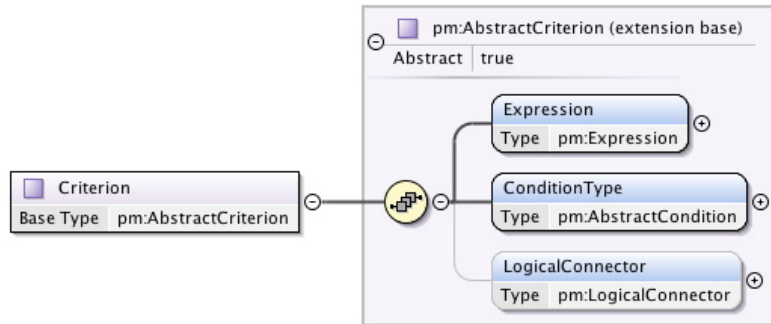 pm:AbstractCriterion (extension base)
Abstract true
Expression
Type pm:Expression
Criterion
Base Type pm:AbstractCriterion
ConditionType
Type pm:AbstractCondition
LogicalConnector
Type pm:LogicalConnector